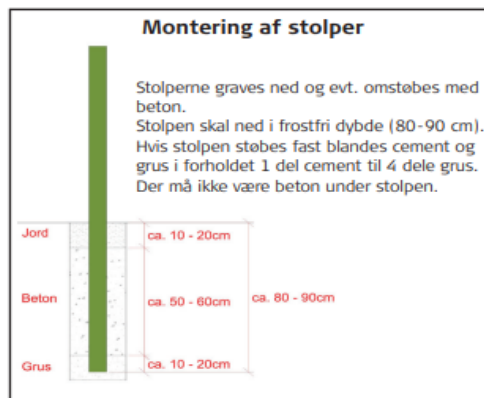 Montering af stolper
Stolperne graves ned og evt. omstøbes med
beton.
Stolpen skal ned i frostfri dybde (80-90 cm).
Hvis stolpen støbes fast blandes cement og
grus i forholdet 1 del cement til 4 dele grus.
Der må ikke være beton under stolpen.
Jord
ca. 10 - 20cm
Beton
ca. 50 - 60cm
ca. 80 - 90cm
Grus
ca. 10 - 20cm